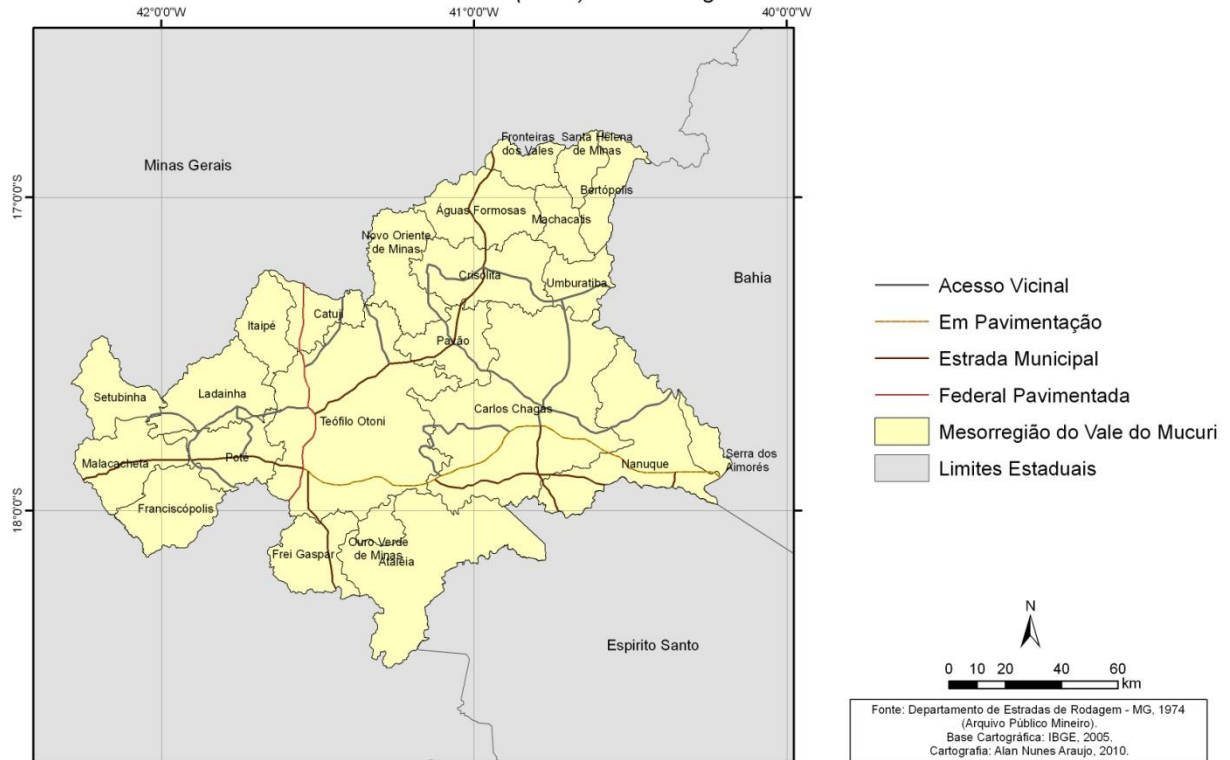 42°0'0"W
41°0'0"W
40°0'0"W
17°0'0"S
18°0'0"S
Minas Gerais
Fronteiras
dos Vales
Santa Helena
de Minas
Bertópolis
Águas Formosas
Machacalis
Novo Oriente
de Minas
Crisólita
Umburatiba
Bahia
Itaipé
Catuji
Pavão
Setubinha
Ladainha
Teófilo Otoni
Carlos Chagas
Malacacheta
Poté
Nanuque
Serra dos
Aimorés
Franciscópolis
Frei Gaspar
Ouro Verde
de Minas
Ataléia
Espirito Santo
Acesso Vicinal
Em Pavimentação
Estrada Municipal
Federal Pavimentada
Mesorregião do Vale do Mucuri
Limites Estaduais
N
0 10 20 40 60
km
Fonte: Departamento de Estradas de Rodagem - MG, 1974
(Arquivo Público Mineiro).
Base Cartográfica: IBGE, 2005.
Cartografia: Alan Nunes Araujo, 2010.